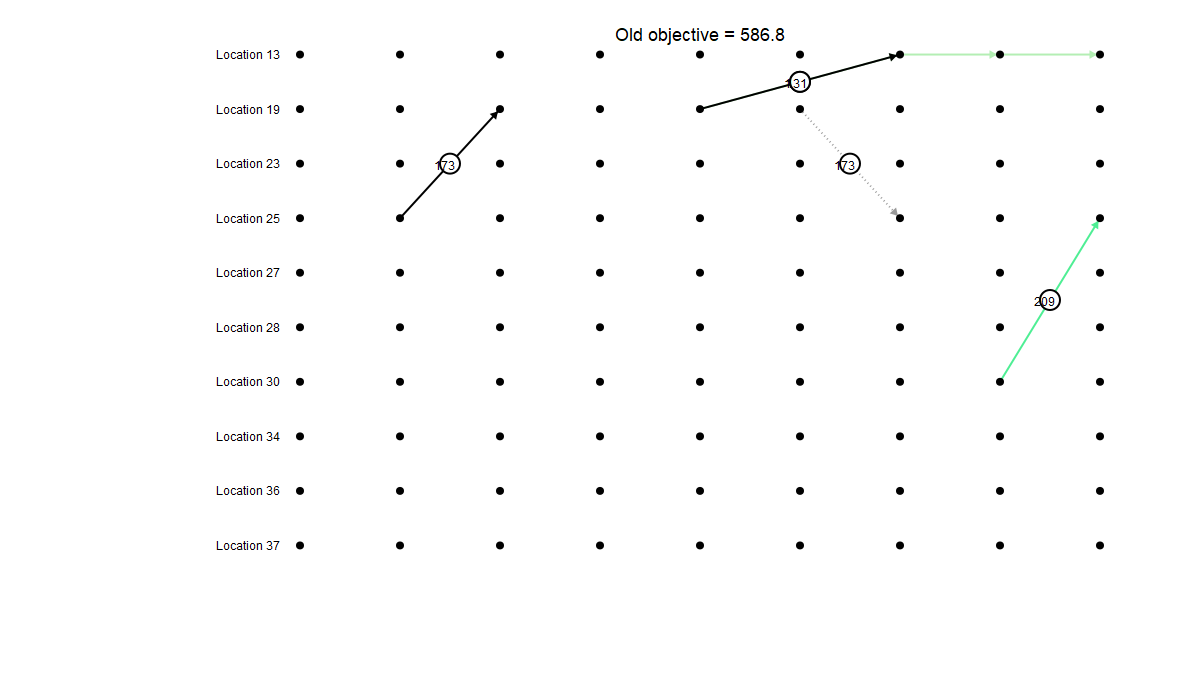 Old objective = 586.8
Location 13
131
Location 19
Location 23
173
173
Location 25
Location 27
209
Location 28
Location 30
Location 34
Location 36
Location 37